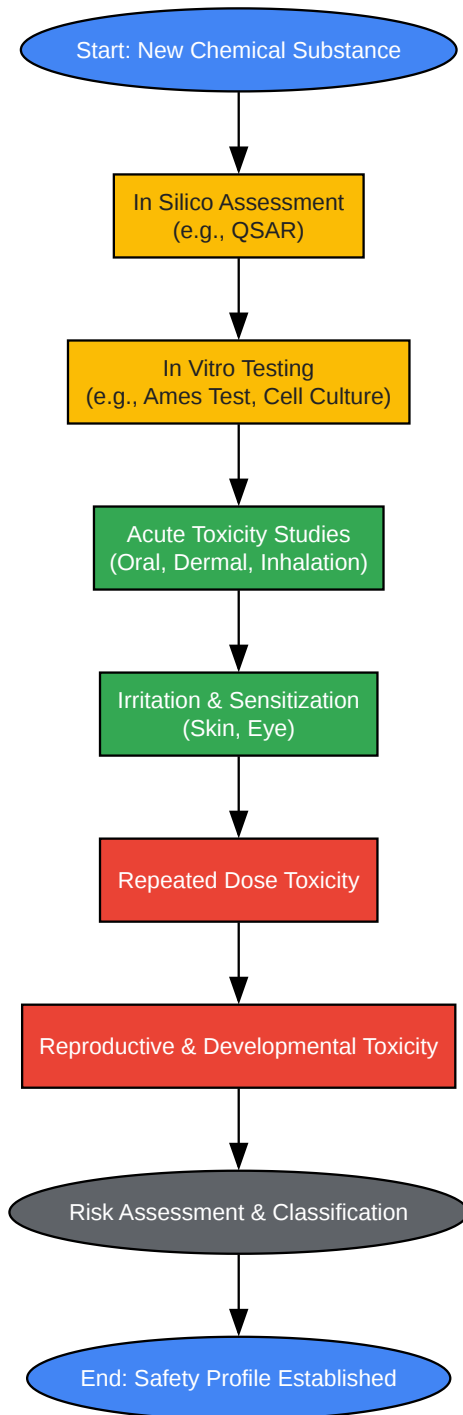 Start: New Chemical Substance
In Silico Assessment
(e.g., QSAR)
In Vitro Testing
(e.g., Ames Test, Cell Culture)
Acute Toxicity Studies
(Oral, Dermal, Inhalation)
Irritation & Sensitization
(Skin, Eye)
Repeated Dose Toxicity
Reproductive & Developmental Toxicity
Risk Assessment & Classification
End: Safety Profile Established